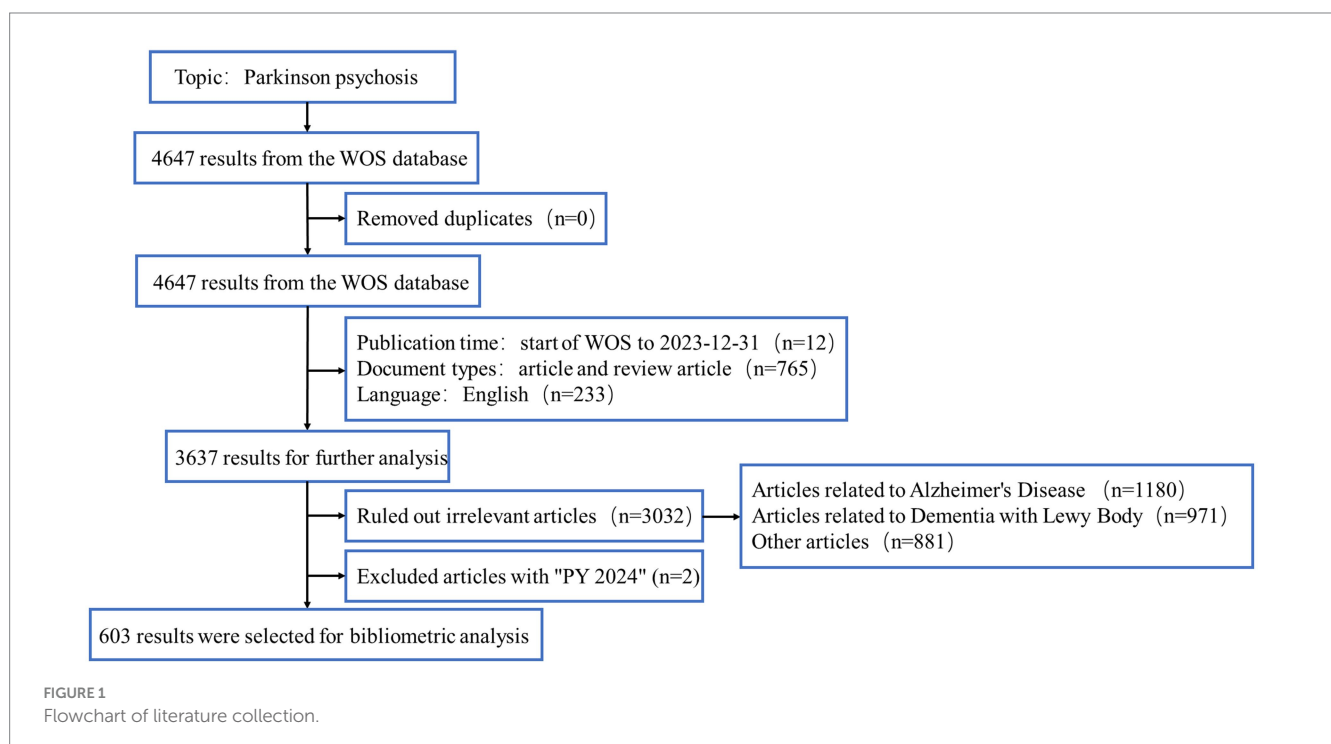 Topic： Parkinson psychosis
4647 results from the WOS database
Removed duplicates（n=0）
4647 results from the WOS database
Publication time： start of WOS to 2023-12-31（n=12）
Document types： article and review article（n=765）
Language： English（n=233）
3637 results for further analysis
Ruled out irrelevant articles（n=3032）
Articles related to Alzheimer's Disease （n=1180）
Articles related to Dementia with Lewy Body（n=971）
Other articles（n=881）
Excluded articles with "PY 2024" (n=2)
603 results were selected for bibliometric analysis
FIGURE 1
Flowchart of literature collection.